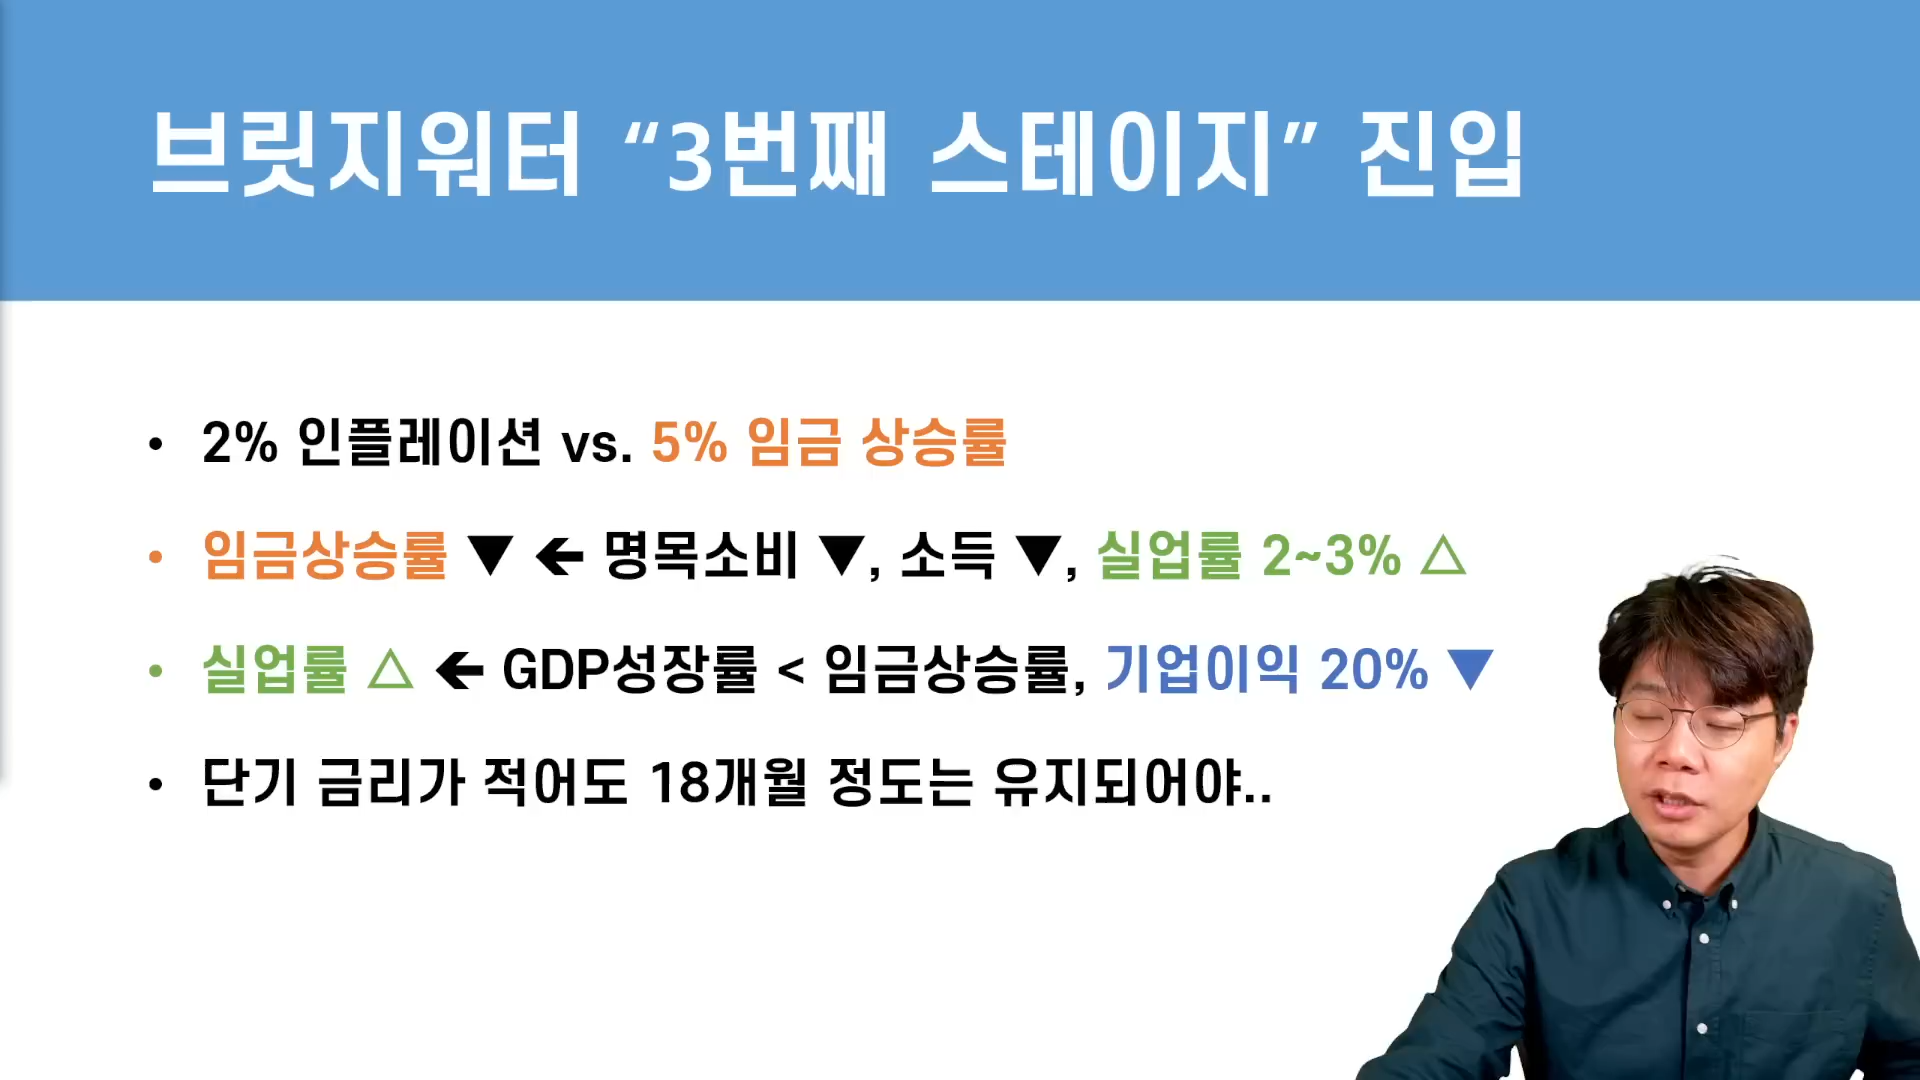 브릿지워터 “3번째 스테이지” 진입
• 2% 인플레이션 vs. 5% 임금 상승률
• 임금상승률 ▼ 🡸 명목소비 ▼, 소득 ▼, 실업률 2~3% △
• 실업률 △ 🡸 GDP성장률 < 임금상승률, 기업이익 20% ▼
• 단기 금리가 적어도 18개월 정도는 유지되어야..